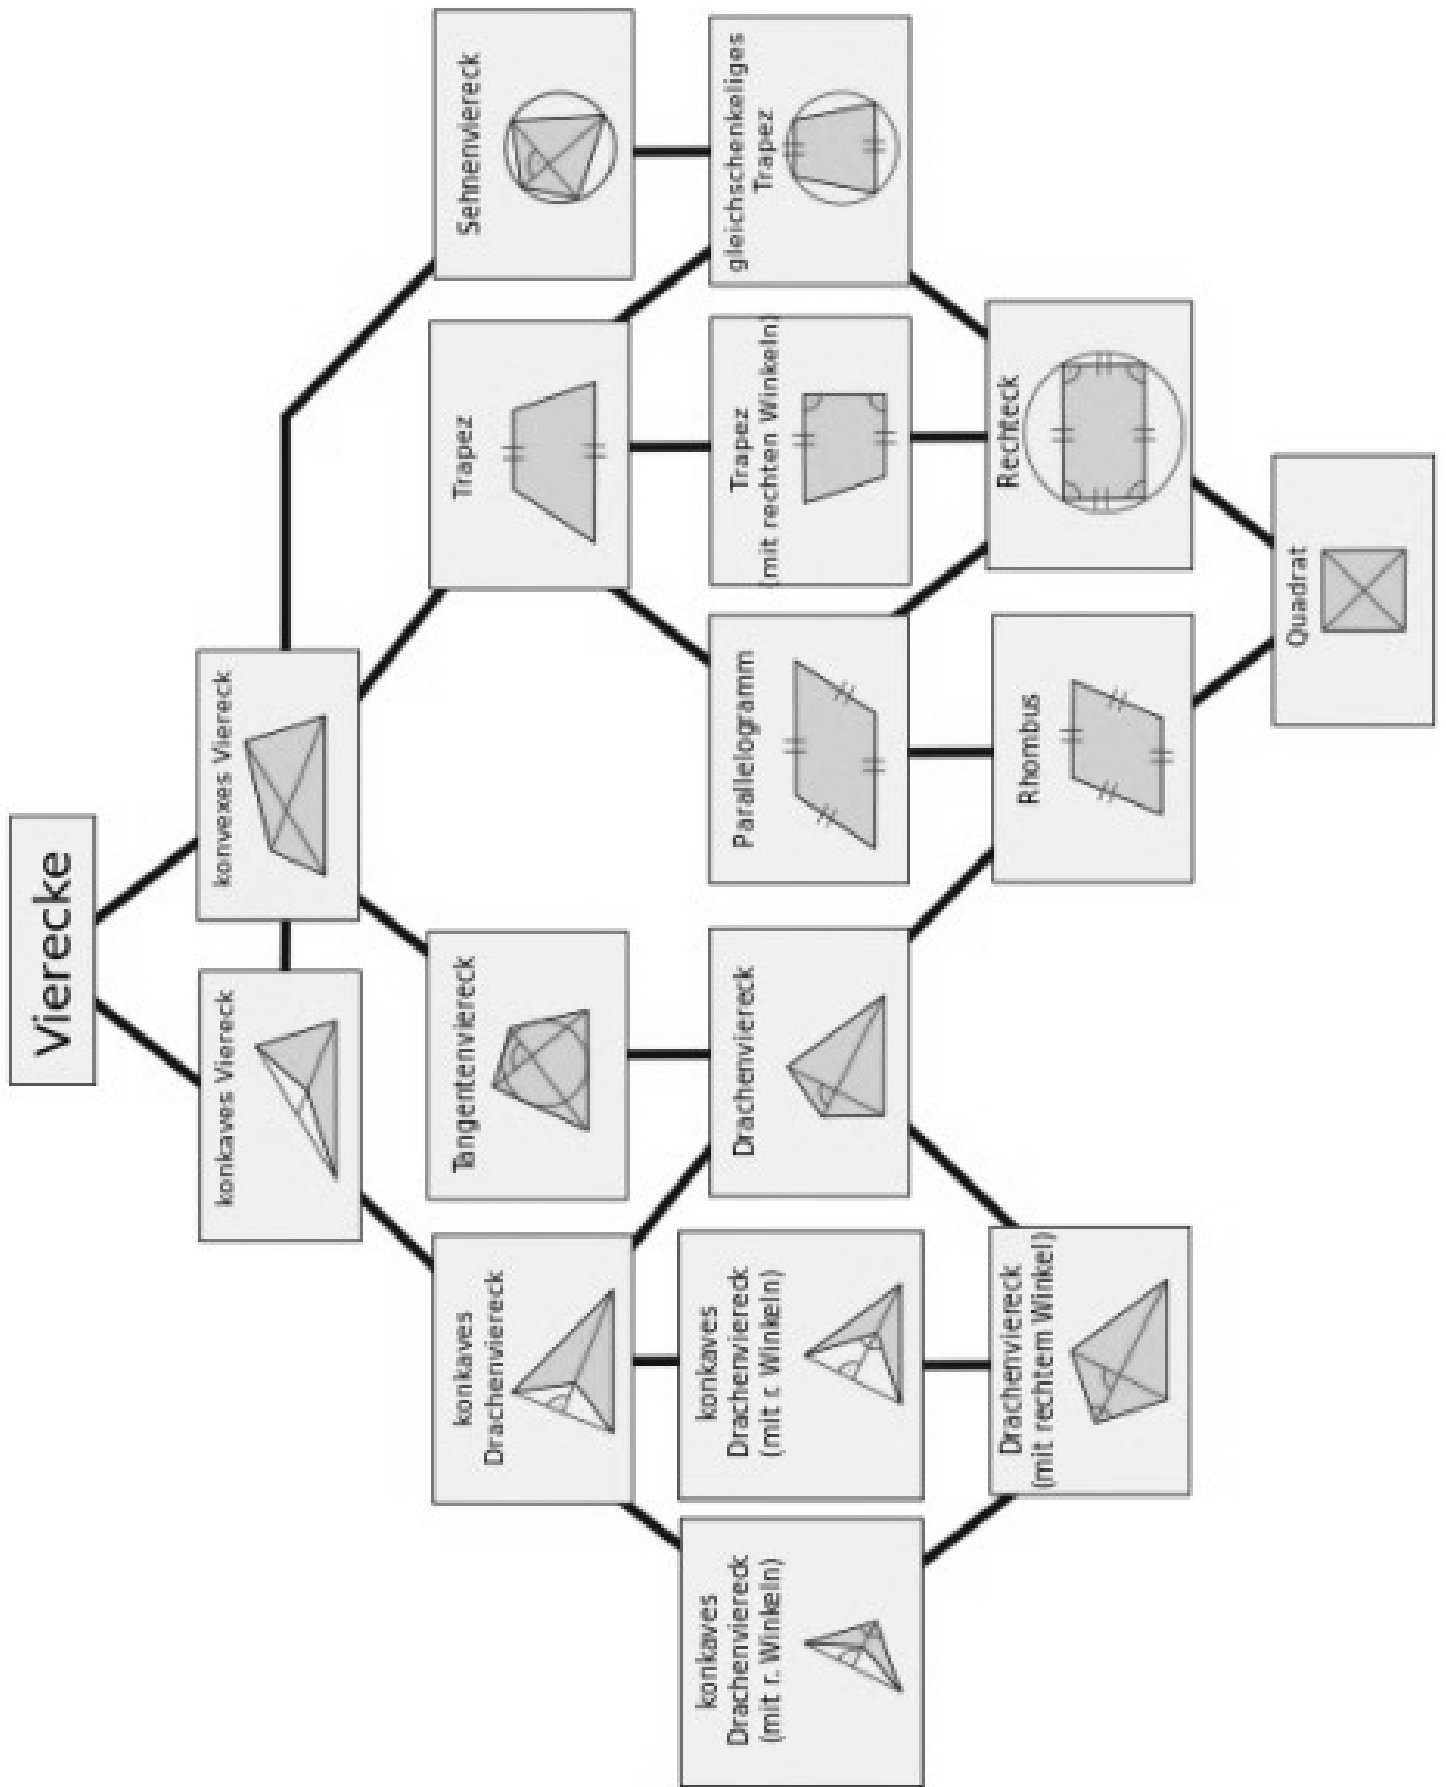 Vierecke
konkaves Viereck
konvexes Viereck
konkaves
Drachenviereck
Tangentenviereck
Trapez
Sehnenviereck
konkaves
Drachenviereck
(mit r. Winkeln)
konkaves
Drachenviereck
(mit r. Winkeln)
Drachenviereck
Parallelogramm
Trapez
(mit rechten Winkeln)
gleichschenkeliges
Trapez
Drachenviereck
(mit rechtem Winkel)
Rhombus
Rechteck
Quadrat